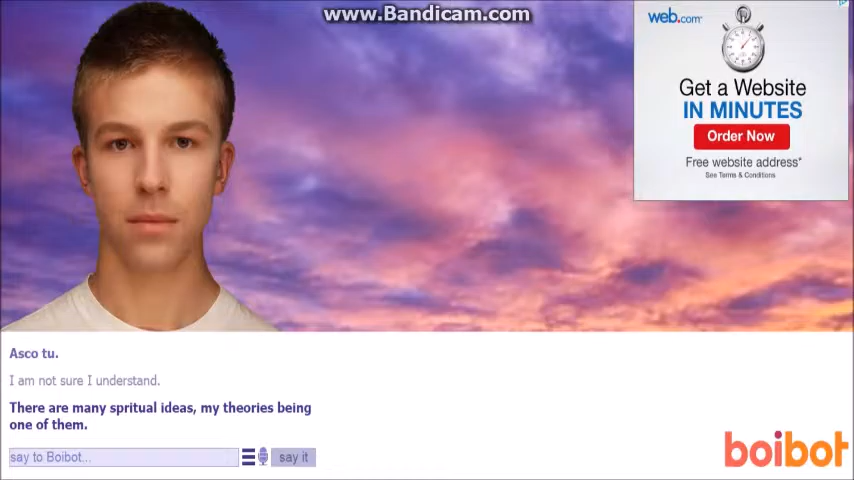 www.Bandicam.com
web.com
Get a Website
IN MINUTES
Order Now
Free website address*
See Terms & Conditions
Asco tu.
I am not sure I understand.
There are many spritual ideas, my theories being
one of them.
say to Boibot...
say it
boibot